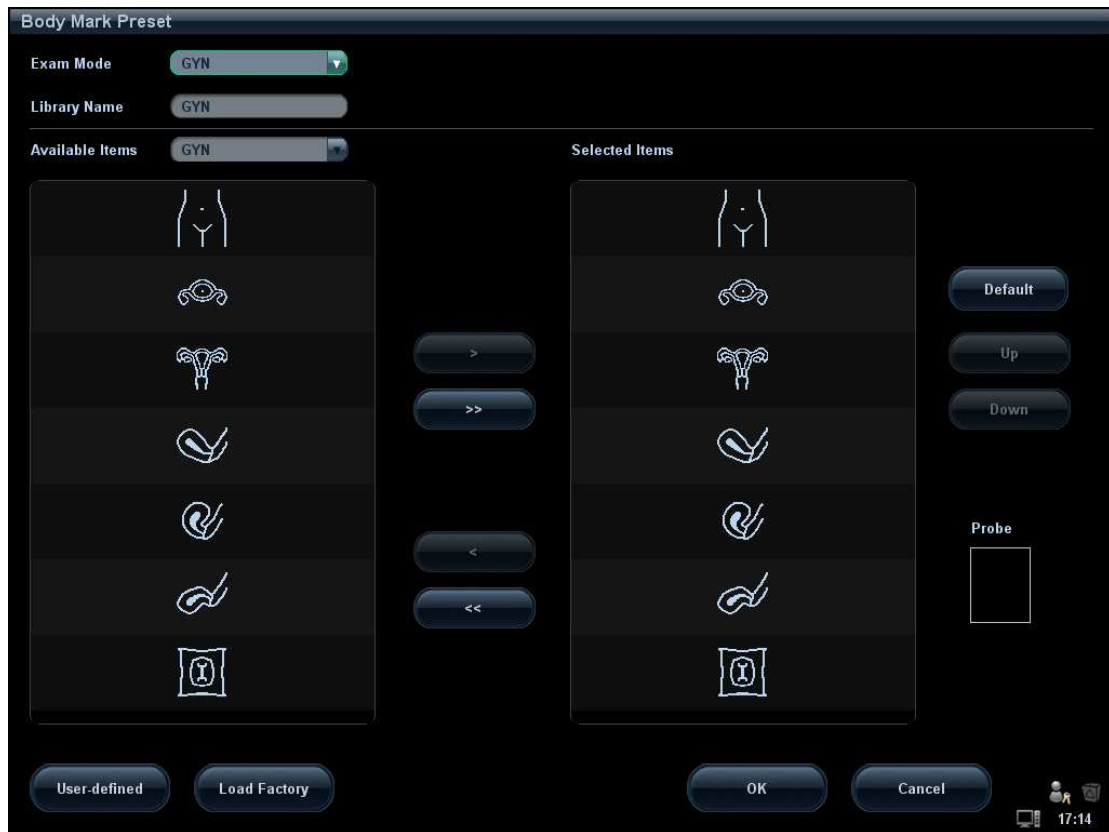 Body Mark Preset
Exam Mode GYN
Library Name GYN
Available Items GYN Selected Items
Default
> Up
>> Down
Probe
<
<<
User-defined Load Factory OK Cancel
17:14